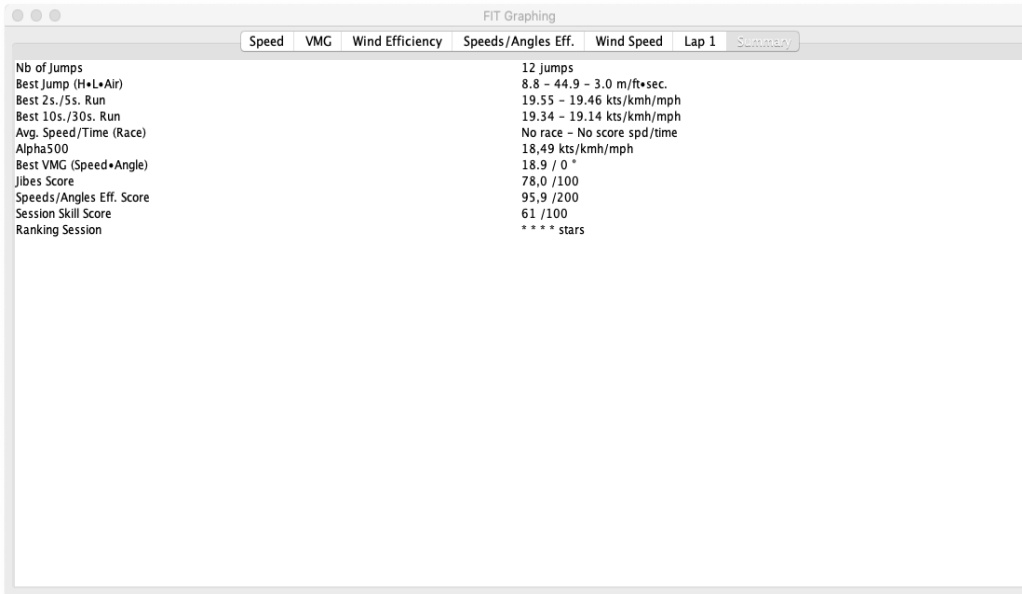 FIT Graphing
Speed VMG Wind Efficiency Speeds/Angles Eff. Wind Speed Lap 1 Summary
Nb of Jumps 12 jumps
Best Jump (H•L•Air) 8.8 – 44.9 – 3.0 m/ft•sec.
Best 2s./5s. Run 19.55 – 19.46 kts/kmh/mph
Best 10s./30s. Run 19.34 – 19.14 kts/kmh/mph
Avg. Speed/Time (Race) No race – No score spd/time
Alpha500 18,49 kts/kmh/mph
Best VMG (Speed•Angle) 18.9 / 0 °
Jibes Score 78,0 /100
Speeds/Angles Eff. Score 95,9 /200
Session Skill Score 61 /100
Ranking Session * * * * stars